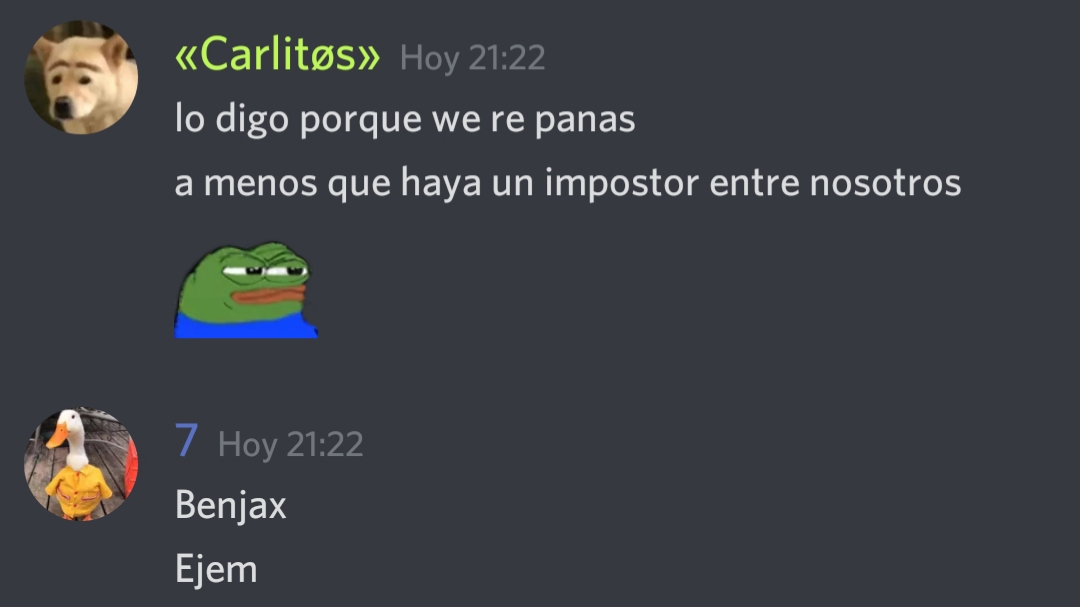 «Carlitøs» Hoy 21:22
lo digo porque we re panas
a menos que haya un impostor entre nosotros
7 Hoy 21:22
Benjax
Ejem